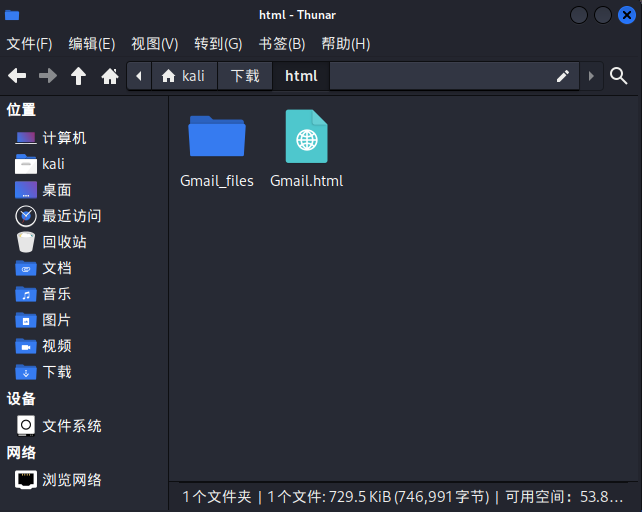 html - Thunar
文件(F) 编辑(E) 视图(V) 转到(G) 书签(B) 帮助(H)
kali 下载 html
位置
计算机
kali
桌面
最近访问
回收站
文档
音乐
图片
视频
下载
设备
文件系统
网络
浏览网络
Gmail_files Gmail.html
1个文件夹 | 1个文件: 729.5 KiB (746,991字节) | 可用空间: 53.8...